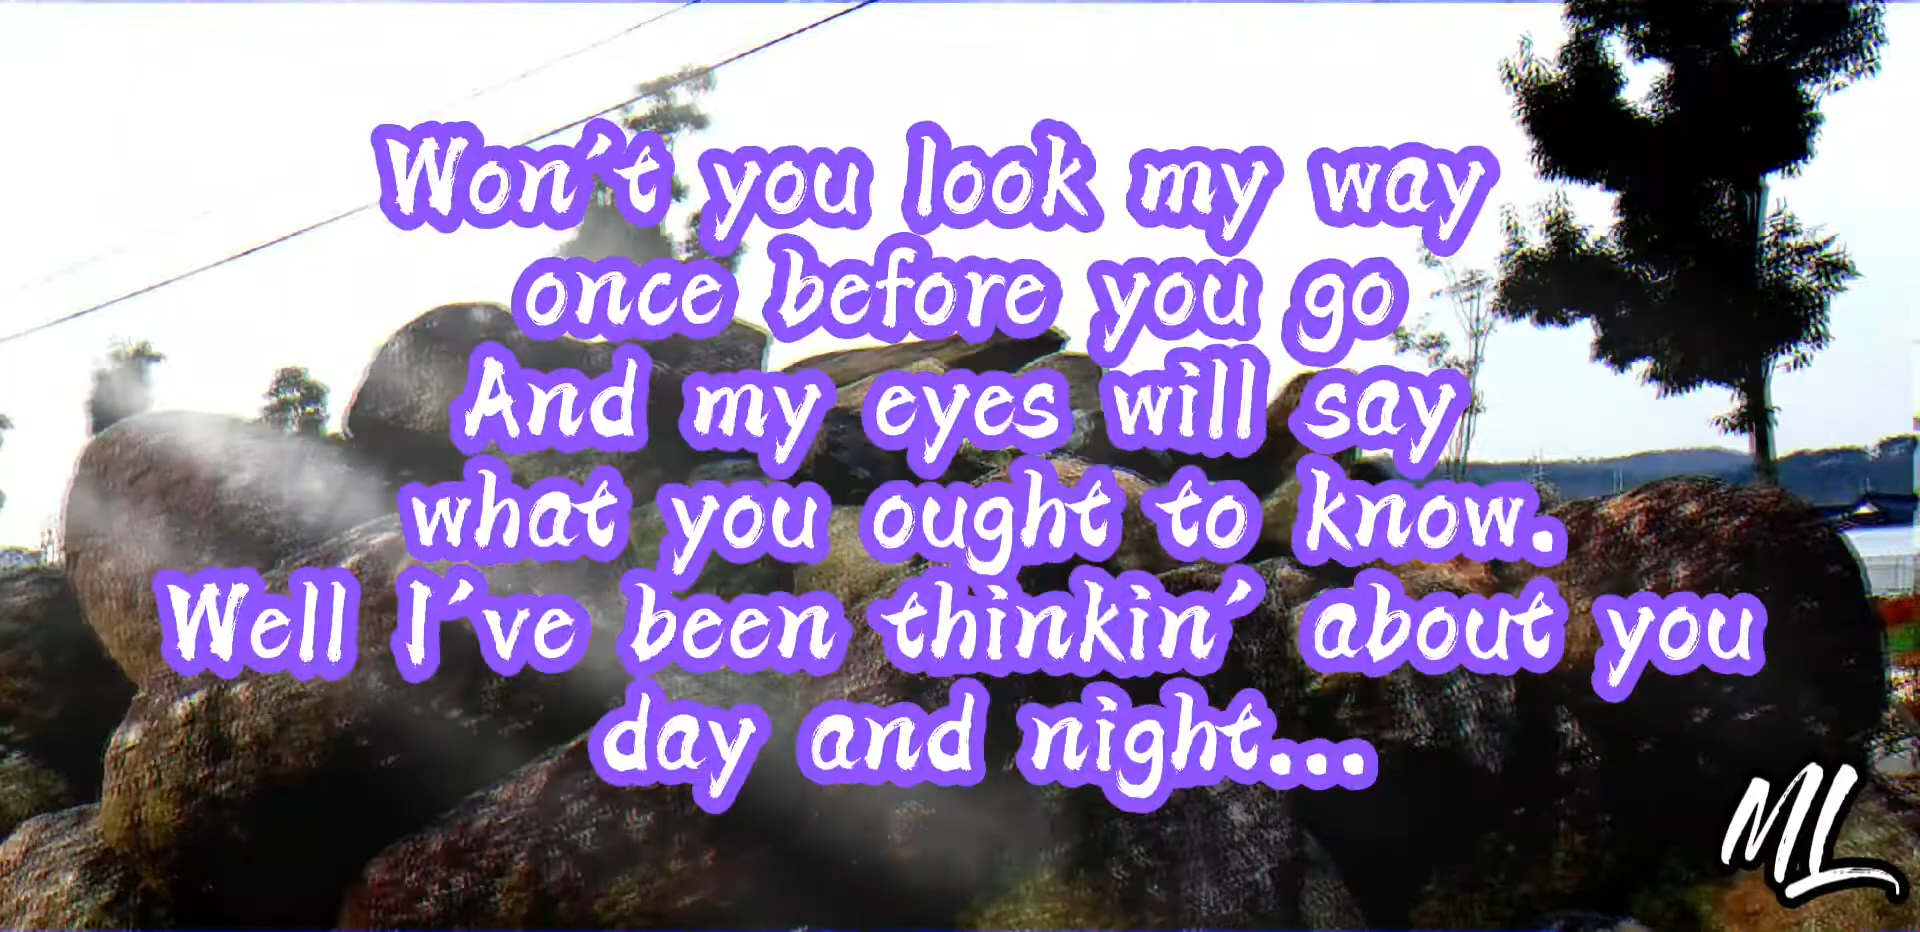 Won't you look my way
once before you go
And my eyes will say
what you ought to know.
Well I've been thinkin' about you
day and night...
ML